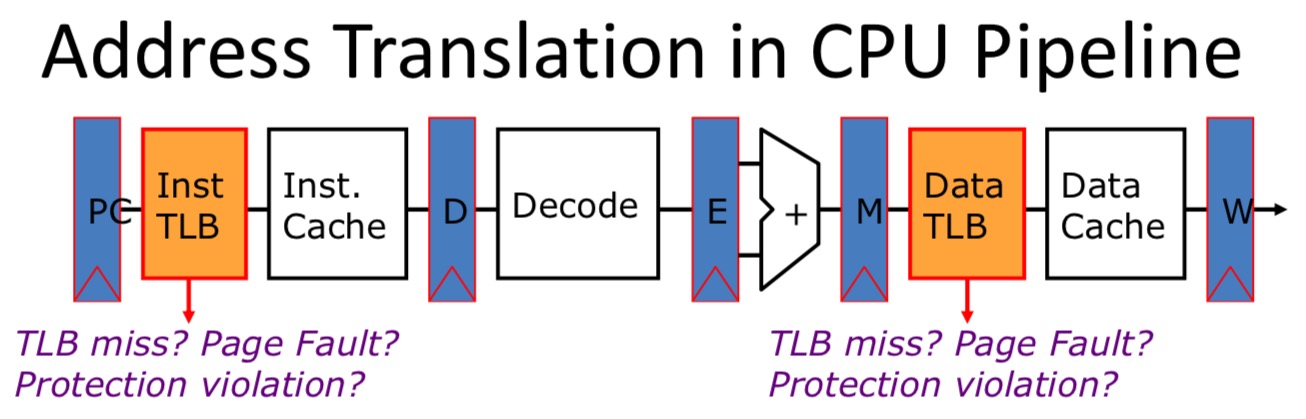 Address Translation in CPU Pipeline
PC
Inst
TLB
Inst.
Cache
D
Decode
E
+
M
Data
TLB
Data
Cache
W
TLB miss? Page Fault?
Protection violation?
TLB miss? Page Fault?
Protection violation?